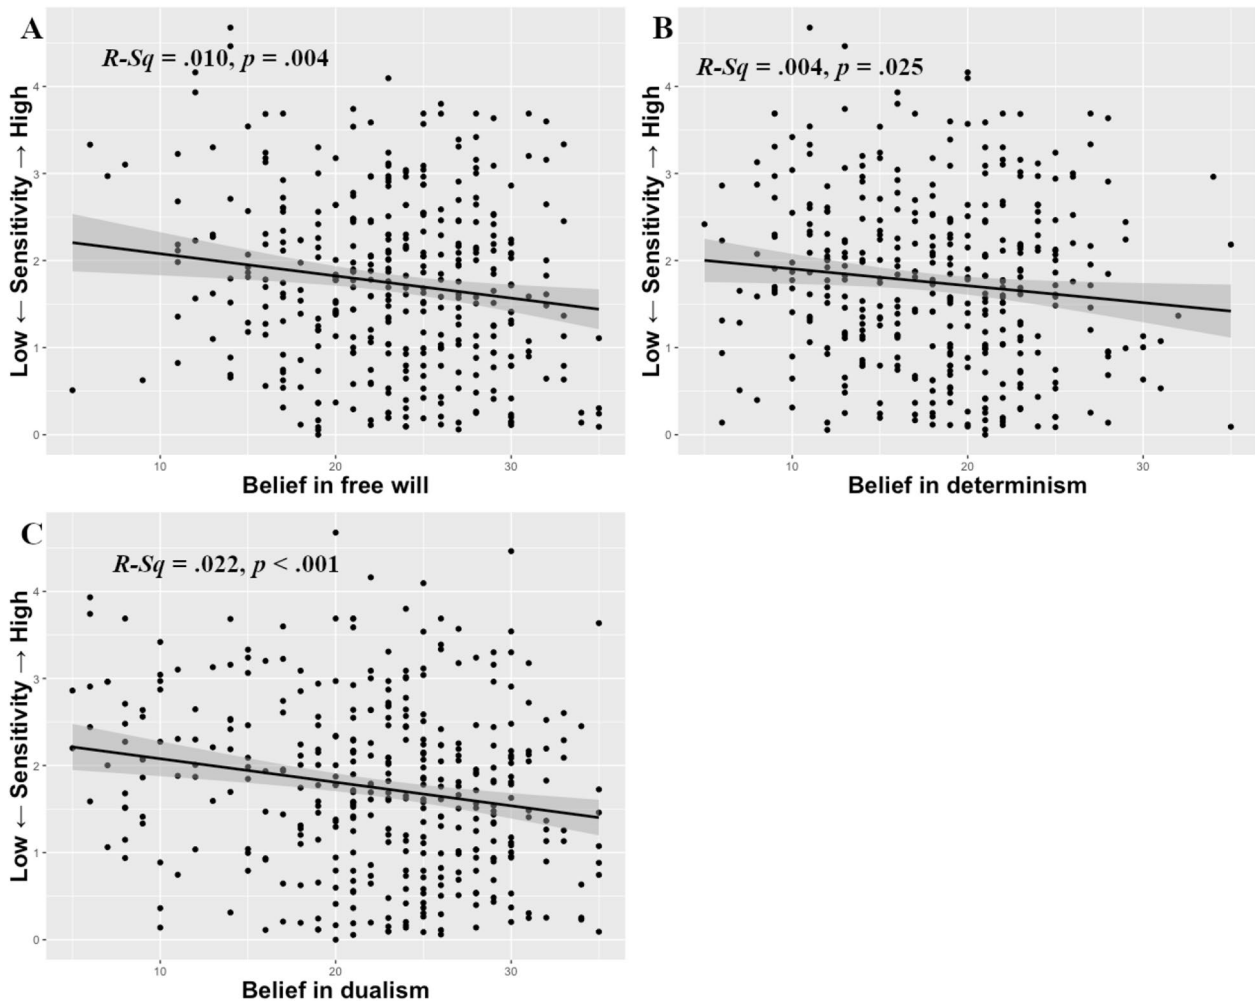 A
R-Sq = .010, p = .004
Low ← Sensitivity → High
4
3
2
1
0
10 20 30
Belief in free will
B
R-Sq = .004, p = .025
Low ← Sensitivity → High
4
3
2
1
0
10 20 30
Belief in determinism
C
R-Sq = .022, p < .001
Low ← Sensitivity → High
4
3
2
1
0
10 20 30
Belief in dualism